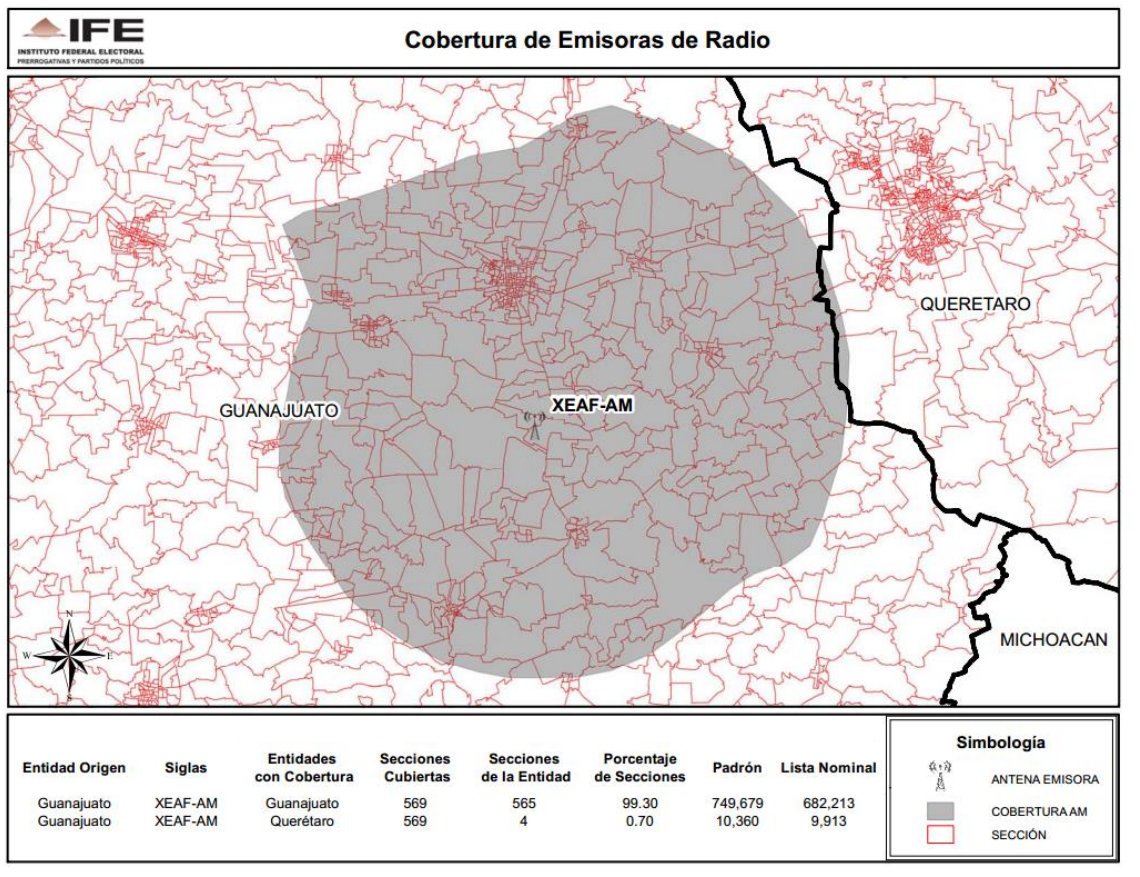 IFE
INSTITUTO FEDERAL ELECTORAL
PRERROGATIVAS Y PARTIDOS POLÍTICOS
Cobertura de Emisoras de Radio
QUERETARO
XEAF-AM
GUANAJUATO
MICHOACAN
N
W E
S
Entidad Origen Siglas Entidades con Cobertura Secciones Cubiertas Secciones de la Entidad Porcentaje de Secciones Padrón Lista Nominal
Guanajuato XEAF-AM Guanajuato 569 565 99.30 749,679 682,213
Guanajuato XEAF-AM Querétaro 569 4 0.70 10,360 9,913
Simbología
ANTENA EMISORA
COBERTURA AM
SECCIÓN